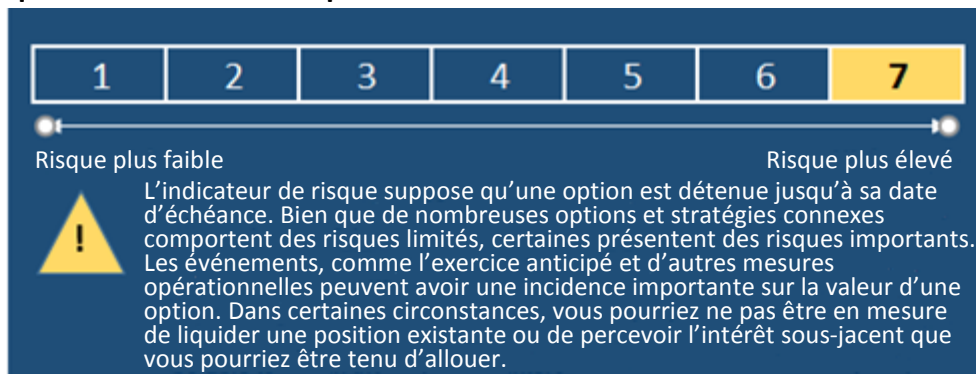 1 2 3 4 5 6 7
Risque plus faible Risque plus élevé
L’indicateur de risque suppose qu’une option est détenue jusqu’à sa date
d’échéance. Bien que de nombreuses options et stratégies connexes
! comportent des risques limités, certaines présentent des risques importants.
Les événements, comme l’exercice anticipé et d’autres mesures
opérationnelles peuvent avoir une incidence importante sur la valeur d’une
option. Dans certaines circonstances, vous pourriez ne pas être en mesure
de liquider une position existante ou de percevoir l’intérêt sous-jacent que
vous pourriez être tenu d’allouer.